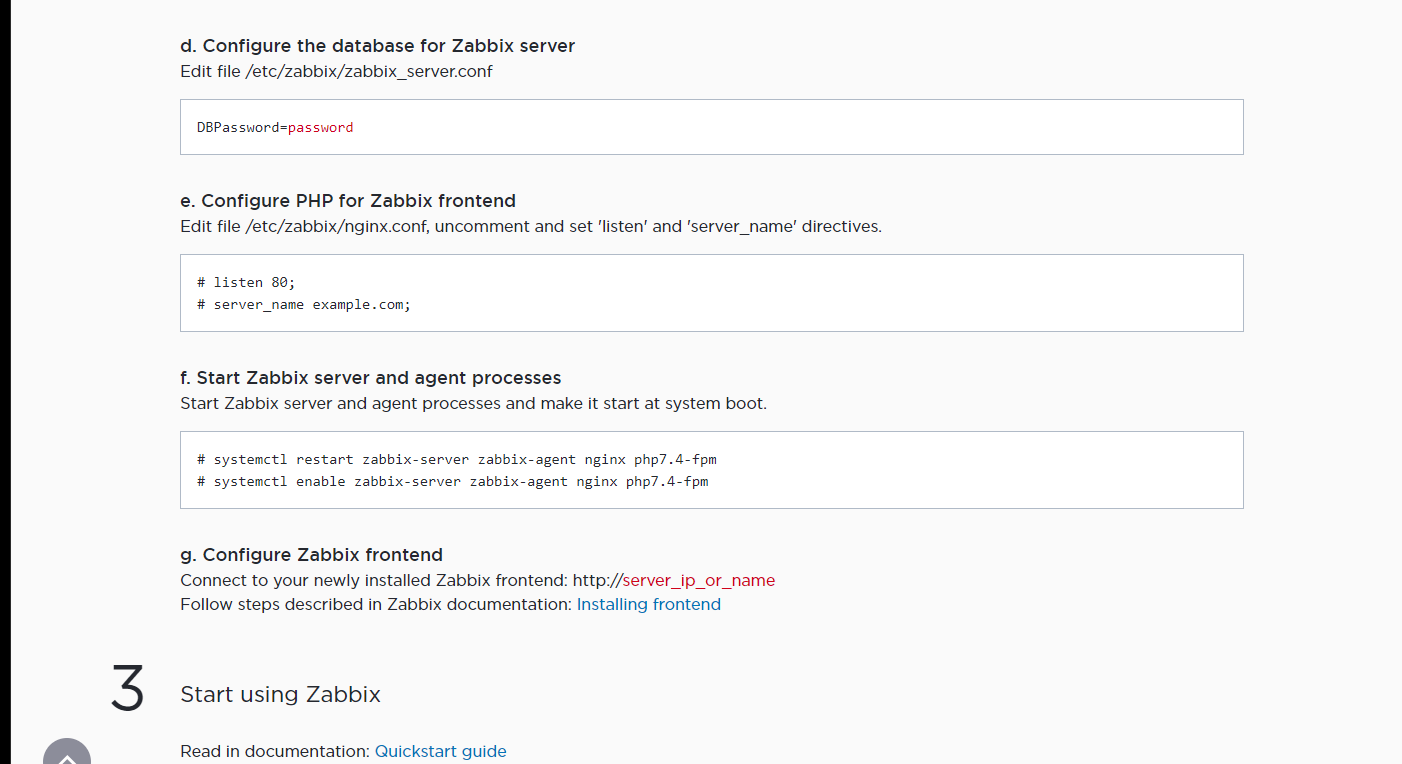 d. Configure the database for Zabbix server
Edit file /etc/zabbix/zabbix_server.conf
DBPassword=password
e. Configure PHP for Zabbix frontend
Edit file /etc/zabbix/nginx.conf, uncomment and set 'listen' and 'server_name' directives.
# listen 80;
# server_name example.com;
f. Start Zabbix server and agent processes
Start Zabbix server and agent processes and make it start at system boot.
# systemctl restart zabbix-server zabbix-agent nginx php7.4-fpm
# systemctl enable zabbix-server zabbix-agent nginx php7.4-fpm
g. Configure Zabbix frontend
Connect to your newly installed Zabbix frontend: http://server_ip_or_name
Follow steps described in Zabbix documentation: Installing frontend
3
Start using Zabbix
Read in documentation: Quickstart guide